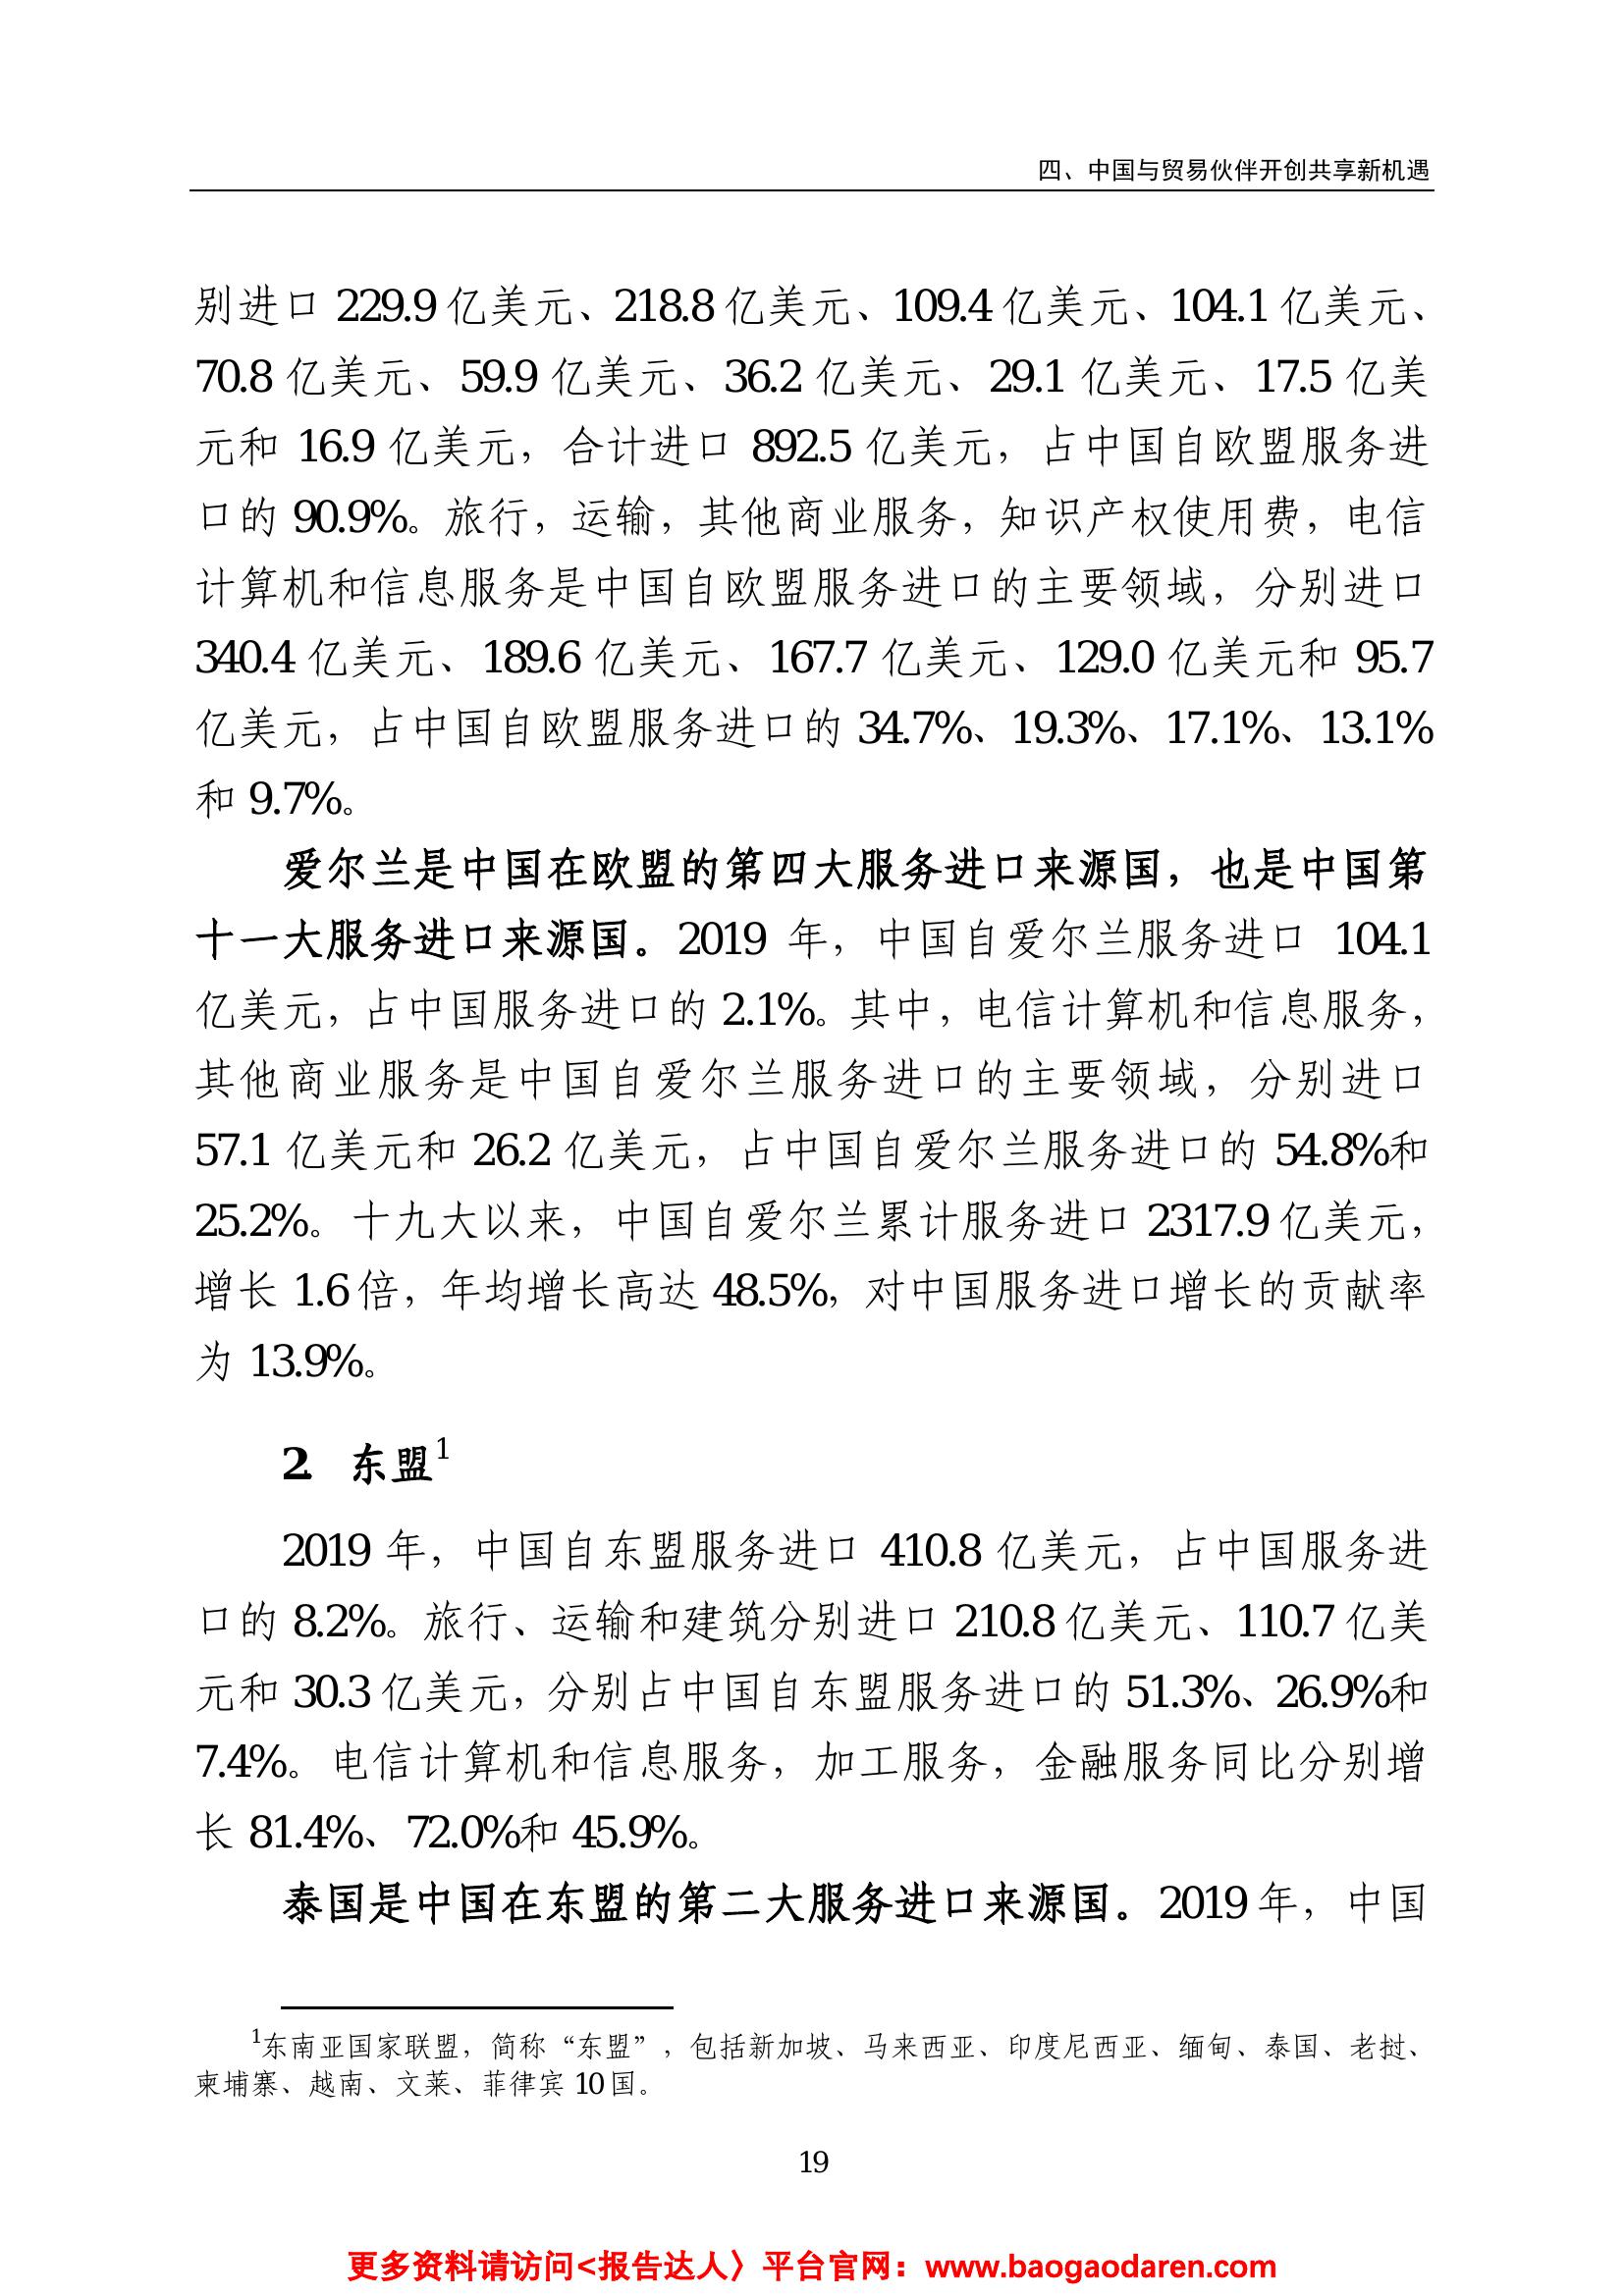 四、中国与贸易伙伴开创共享新机遇
别进口 229.9 亿美元、218.8 亿美元、109.4 亿美元、104.1 亿美元、
70.8 亿美元、59.9 亿美元、36.2 亿美元、29.1 亿美元、17.5 亿美
元和 16.9 亿美元，合计进口 892.5 亿美元，占中国自欧盟服务进
口的 90.9%。旅行，运输，其他商业服务，知识产权使用费，电信
计算机和信息服务是中国自欧盟服务进口的主要领域，分别进口
340.4 亿美元、189.6 亿美元、167.7 亿美元、129.0 亿美元和 95.7
亿美元，占中国自欧盟服务进口的 34.7%、19.3%、17.1%、13.1%
和 9.7%。
爱尔兰是中国在欧盟的第四大服务进口来源国，也是中国第
十一大服务进口来源国。2019 年，中国自爱尔兰服务进口 104.1
亿美元，占中国服务进口的 2.1%。其中，电信计算机和信息服务，
其他商业服务是中国自爱尔兰服务进口的主要领域，分别进口
57.1 亿美元和 26.2 亿美元，占中国自爱尔兰服务进口的 54.8%和
25.2%。十九大以来，中国自爱尔兰累计服务进口 2317.9 亿美元，
增长 1.6 倍，年均增长高达 48.5%，对中国服务进口增长的贡献率
为 13.9%。
2. 东盟1
2019 年，中国自东盟服务进口 410.8 亿美元，占中国服务进
口的 8.2%。旅行、运输和建筑分别进口 210.8 亿美元、110.7 亿美
元和 30.3 亿美元，分别占中国自东盟服务进口的 51.3%、26.9%和
7.4%。电信计算机和信息服务，加工服务，金融服务同比分别增
长 81.4%、72.0%和 45.9%。
泰国是中国在东盟的第二大服务进口来源国。2019 年，中国
1东南亚国家联盟，简称“东盟”，包括新加坡、马来西亚、印度尼西亚、缅甸、泰国、老挝、
柬埔寨、越南、文莱、菲律宾 10 国。
19
更多资料请访问<报告达人〉平台官网：www.baogaodaren.com